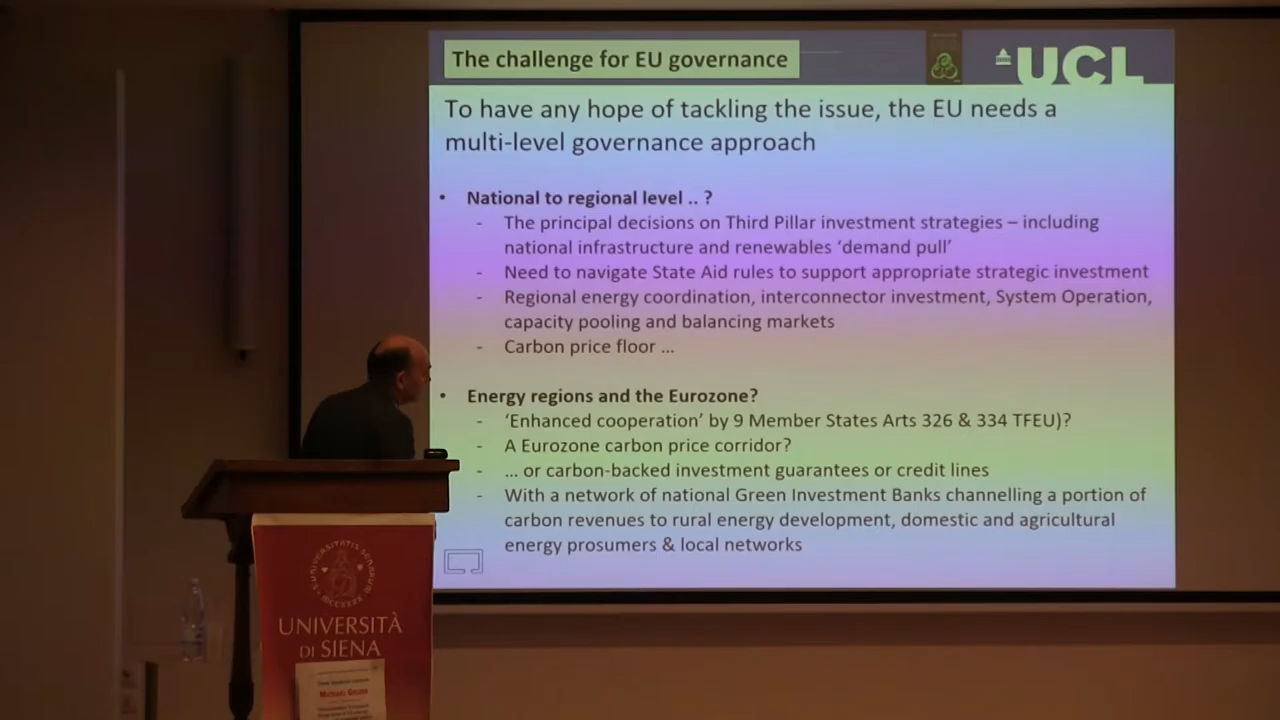 The challenge for EU governance
UCL
To have any hope of tackling the issue, the EU needs a
multi-level governance approach
• National to regional level .. ?
- The principal decisions on Third Pillar investment strategies – including
national infrastructure and renewables ‘demand pull’
- Need to navigate State Aid rules to support appropriate strategic investment
- Regional energy coordination, interconnector investment, System Operation,
capacity pooling and balancing markets
- Carbon price floor ...
• Energy regions and the Eurozone?
- ‘Enhanced cooperation’ by 9 Member States Arts 326 & 334 TFEU)?
- A Eurozone carbon price corridor?
- ... or carbon-backed investment guarantees or credit lines
- With a network of national Green Investment Banks channelling a portion of
carbon revenues to rural energy development, domestic and agricultural
energy prosumers & local networks
UNIVERSITÀ
DI SIENA
MICHAEL GRUBB